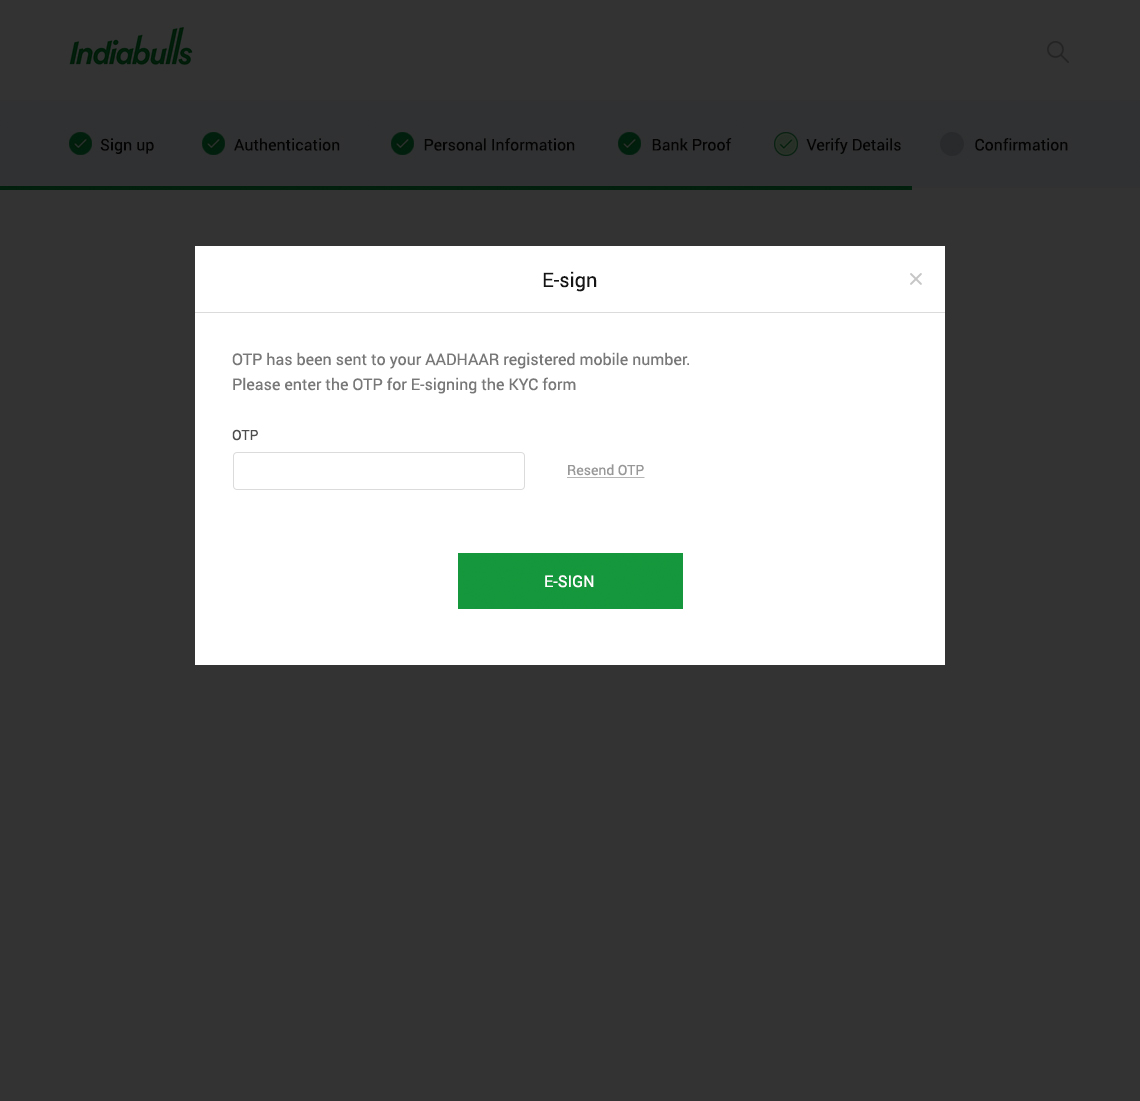 Indiabulls
Sign up Authentication Personal Information Bank Proof Verify Details Confirmation
E-sign
OTP has been sent to your AADHAAR registered mobile number.
Please enter the OTP for E-signing the KYC form
OTP
Resend OTP
E-SIGN